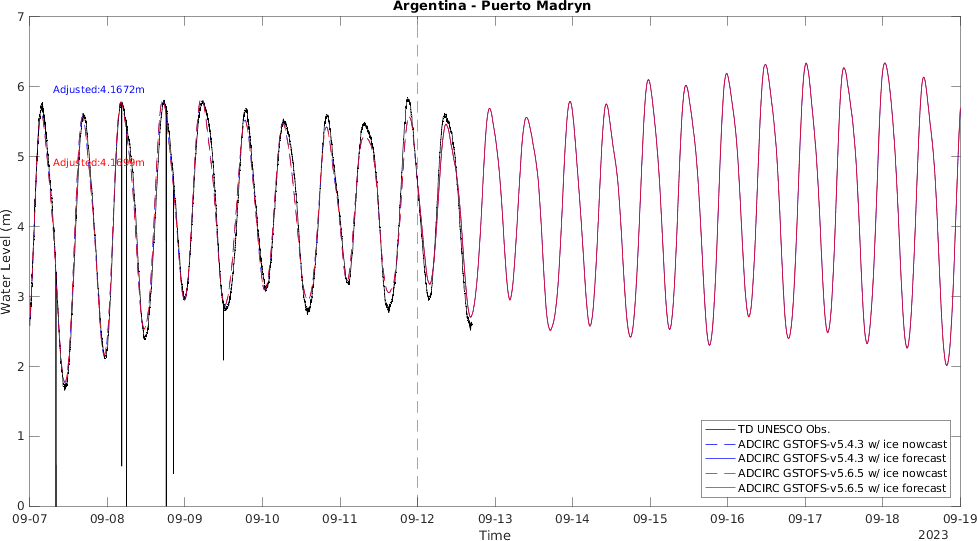 Argentina - Puerto Madryn
Water Level (m)
7
6
5
4
3
2
1
0
Adjusted:4.1672m
Adjusted:4.1699m
TD UNESCO Obs.
ADCIRC GSTOFS-v5.4.3 w/ ice nowcast
ADCIRC GSTOFS-v5.4.3 w/ ice forecast
ADCIRC GSTOFS-v5.6.5 w/ ice nowcast
ADCIRC GSTOFS-v5.6.5 w/ ice forecast
09-07 09-08 09-09 09-10 09-11 09-12 09-13 09-14 09-15 09-16 09-17 09-18 09-19
Time
2023